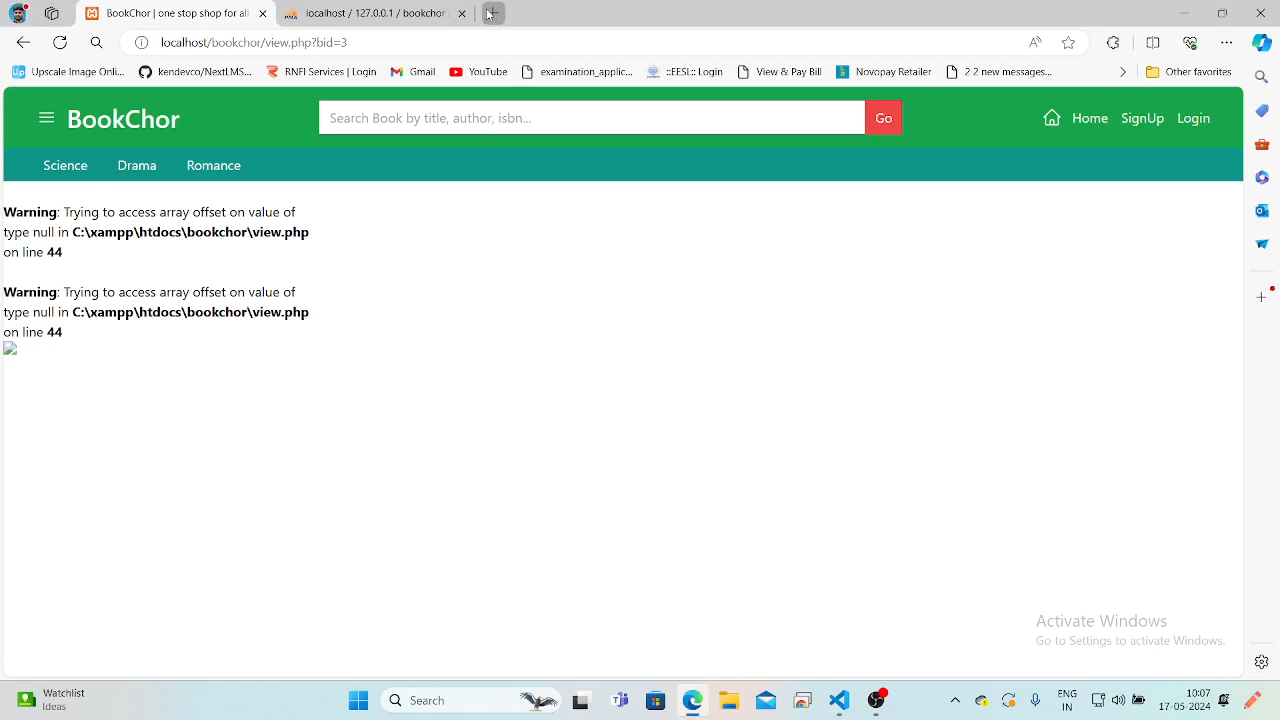 BookChor | one shop for all
localhost / 127.0.0.1 / bookchor
localhost/bookchor/view.php?bid=3
Upscale Image Onl...
kendoro/NextLMS...
RNFI Services | Login
Gmail
YouTube
examination_applic...
::EESL:: Login
View & Pay Bill
Novopay Retailer
2 2 new messages...
Other favorites
BookChor
Search Book by title, author, isbn...
Go
Home
SignUp
Login
Science
Drama
Romance
Warning: Trying to access array offset on value of
type null in C:\xampp\htdocs\bookchor\view.php
on line 44
Warning: Trying to access array offset on value of
type null in C:\xampp\htdocs\bookchor\view.php
on line 44
Activate Windows
Go to Settings to activate Windows.
Watchlist
Ideas
Search
ENG
IN
10:07
17-05-2024